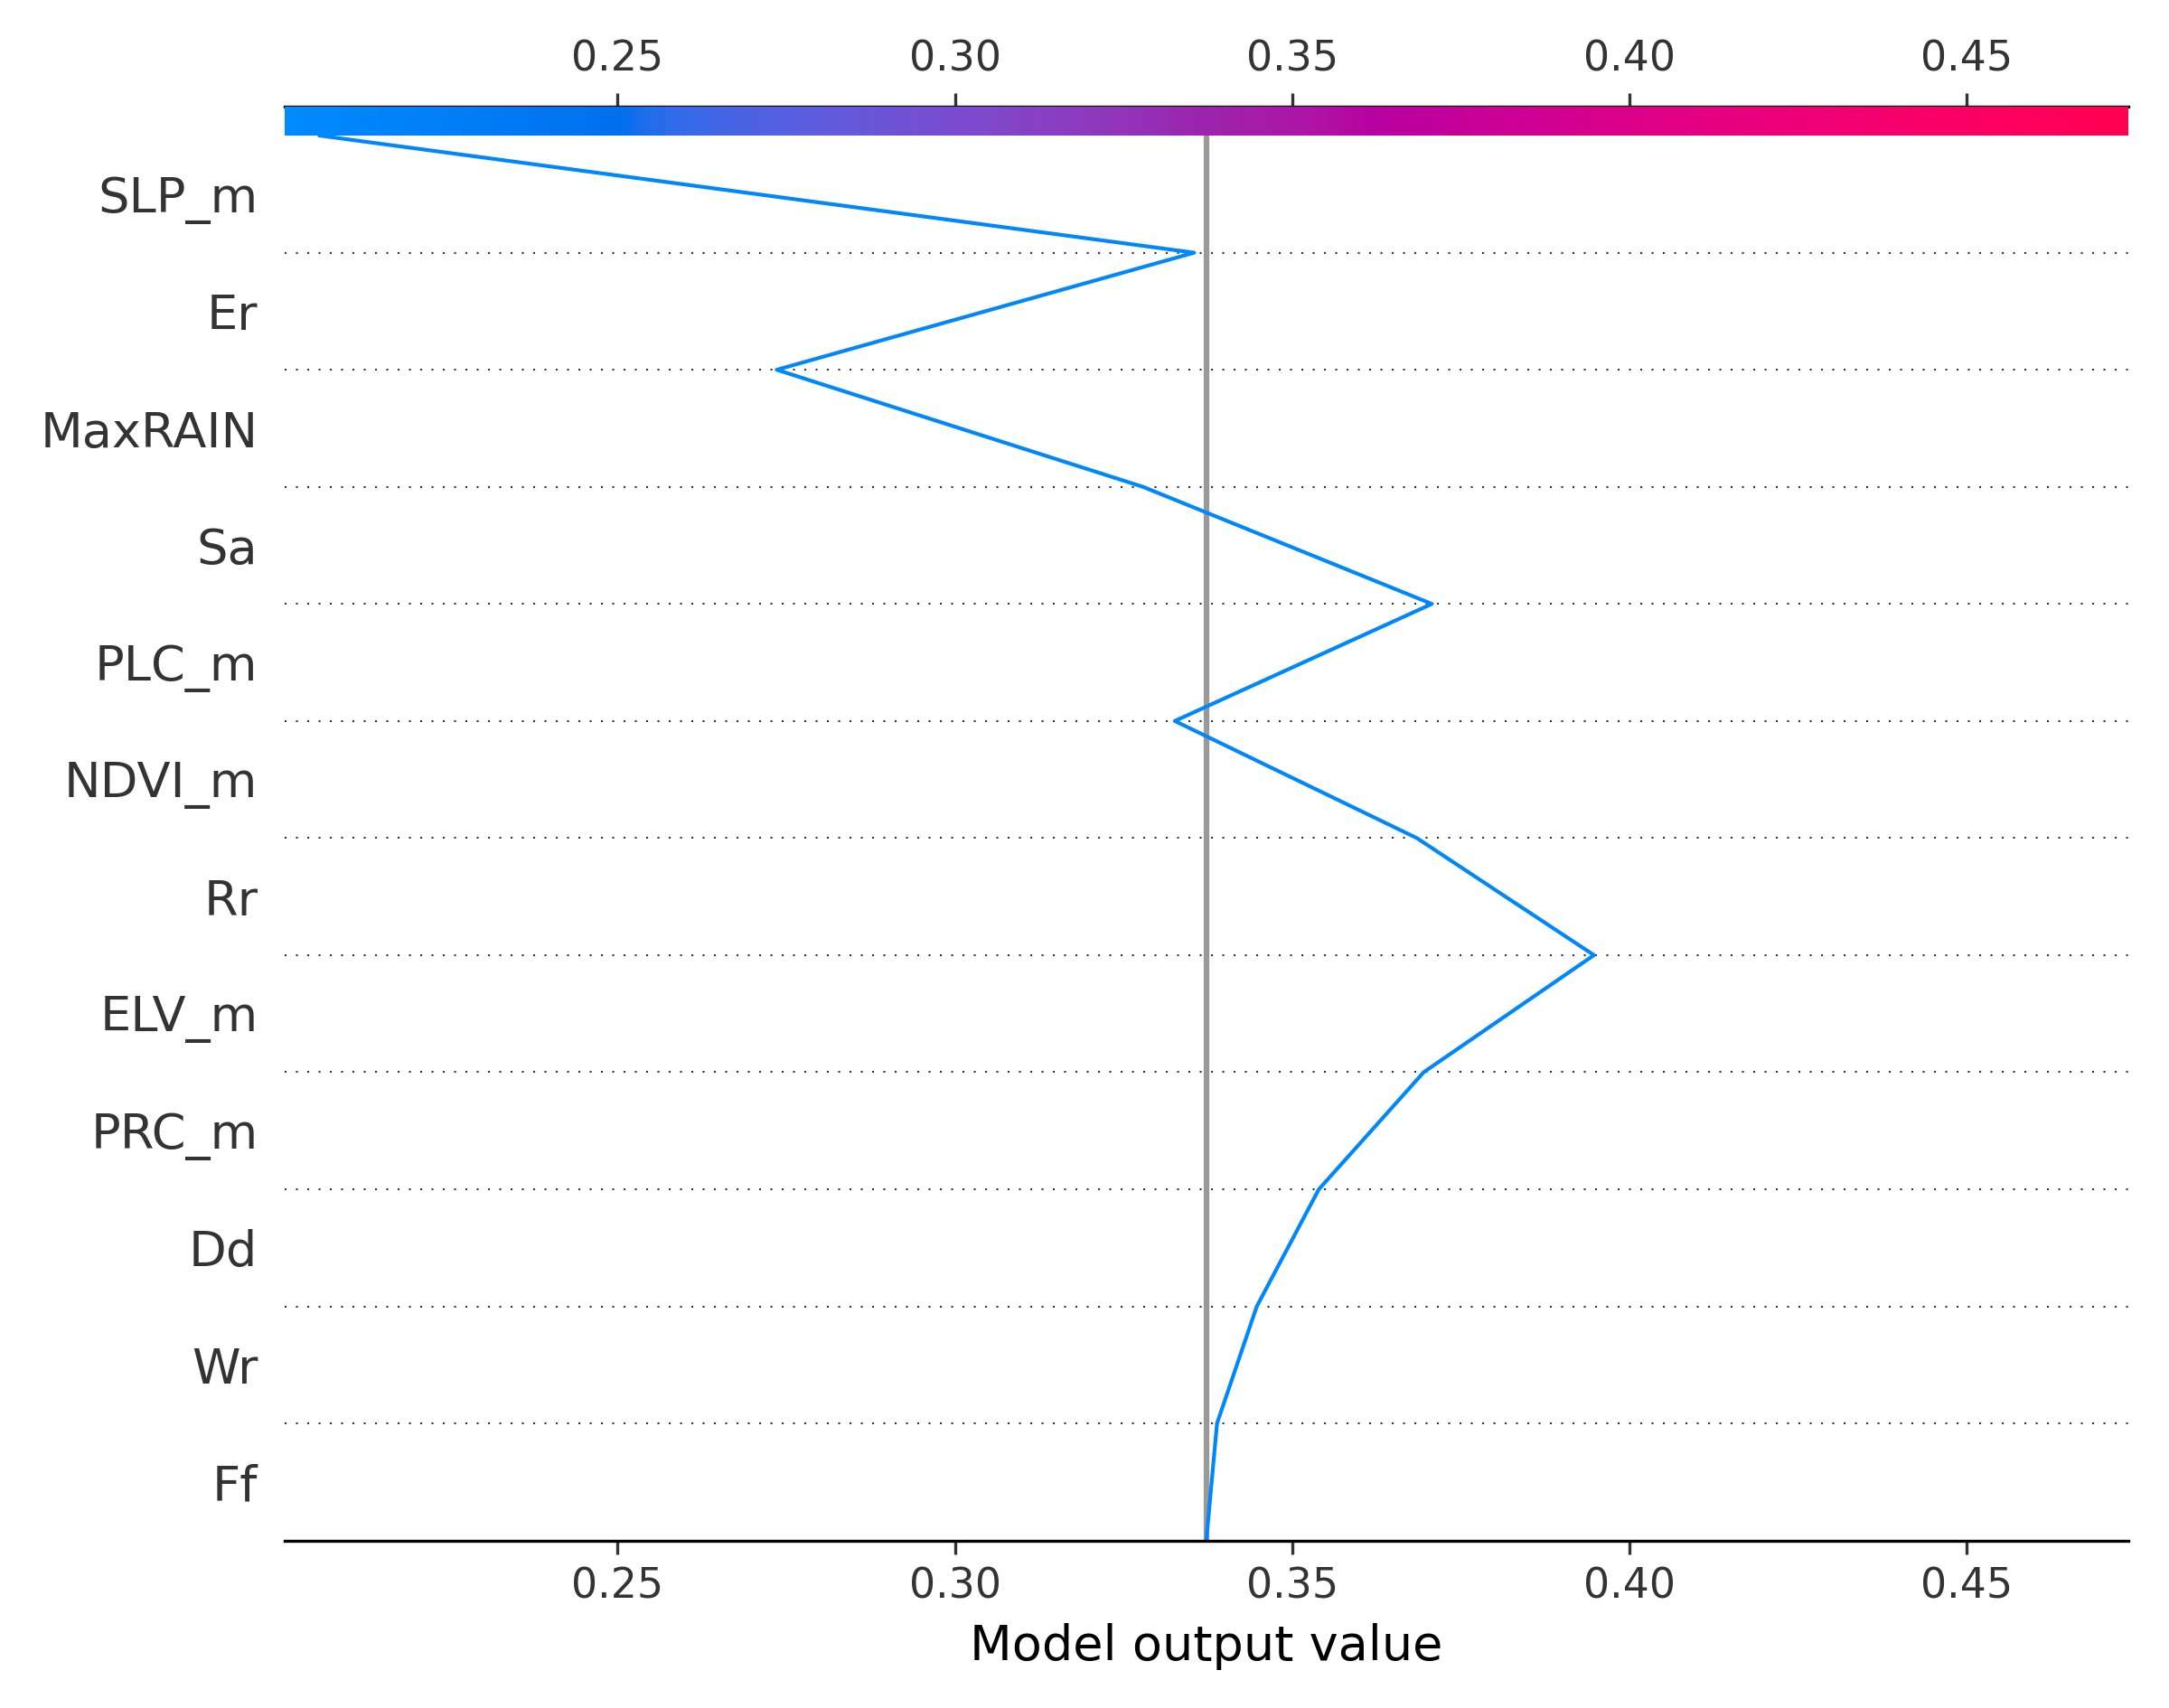 0.25 0.30 0.35 0.40 0.45
SLP_m
Er
MaxRAIN
Sa
PLC_m
NDVI_m
Rr
ELV_m
PRC_m
Dd
Wr
Ff
0.25 0.30 0.35 0.40 0.45
Model output value